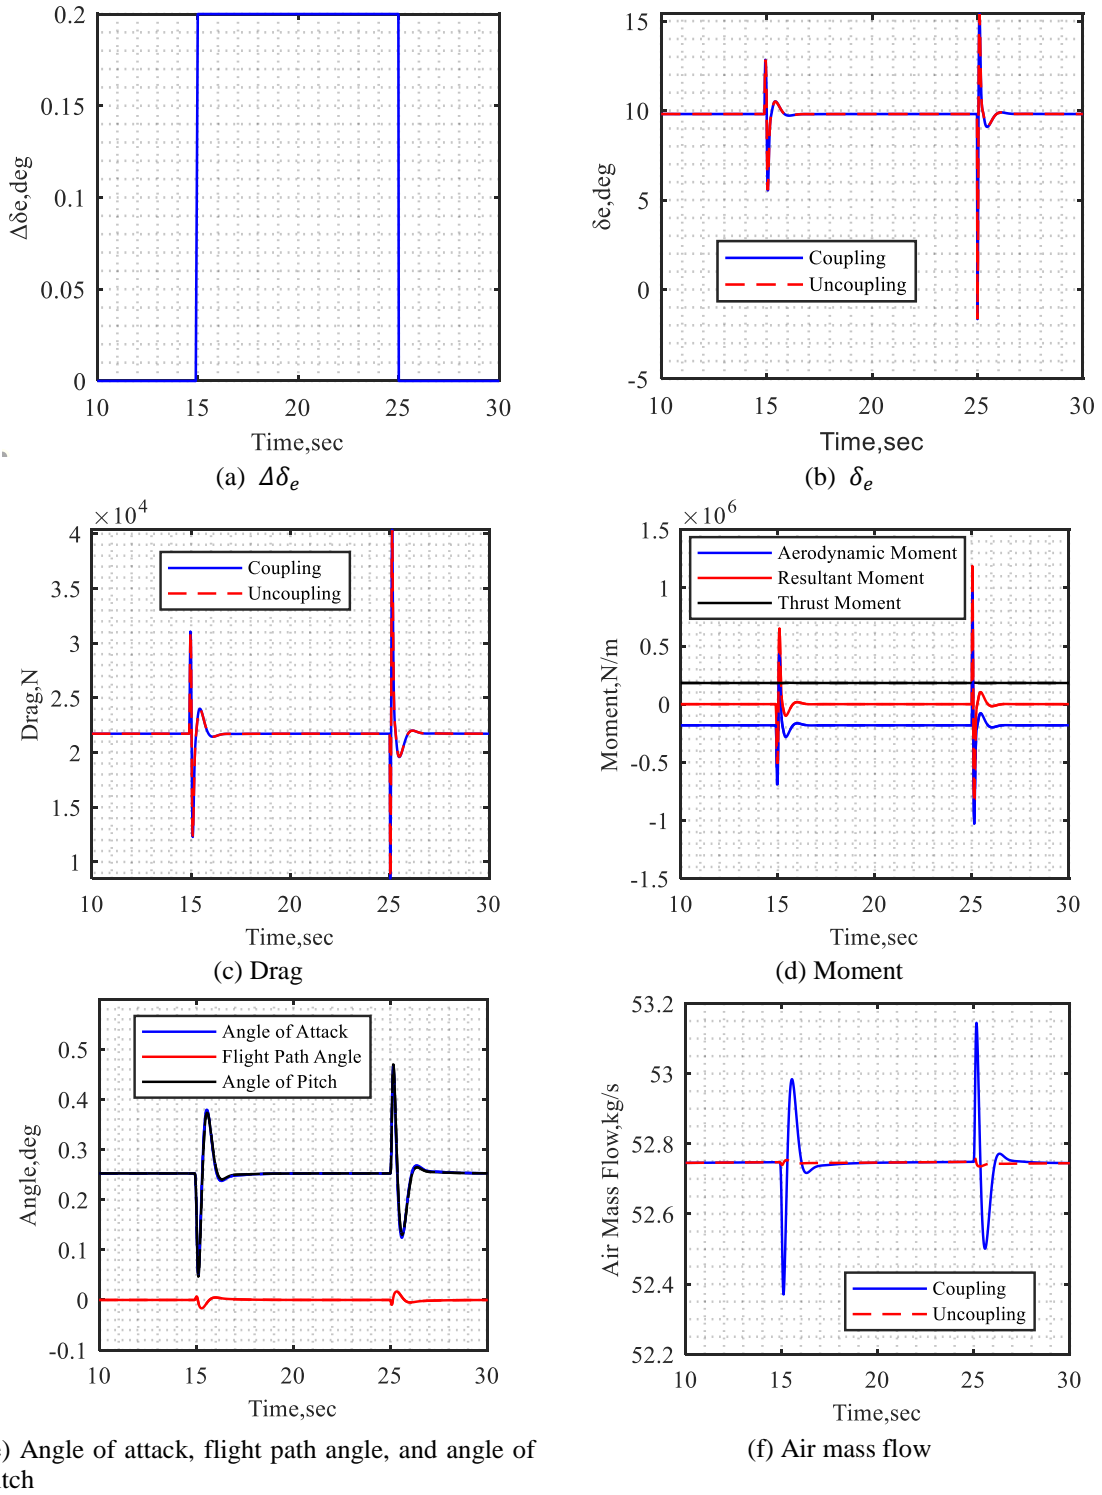 0.2
0.15
0.1
0.05
0
Δδe,deg
10 15 20 25 30
Time,sec
(a) Δδe
15
10
5
0
-5
δe,deg
Coupling
Uncoupling
10 15 20 25 30
Time,sec
(b) δe
×10^4
4
3.5
3
2.5
2
1.5
1
Drag,N
Coupling
Uncoupling
10 15 20 25 30
Time,sec
(c) Drag
×10^6
1.5
1
0.5
0
-0.5
-1
-1.5
Moment,N/m
Aerodynamic Moment
Resultant Moment
Thrust Moment
10 15 20 25 30
Time,sec
(d) Moment
0.5
0.4
0.3
0.2
0.1
0
-0.1
Angle,deg
Angle of Attack
Flight Path Angle
Angle of Pitch
10 15 20 25 30
Time,sec
) Angle of attack, flight path angle, and angle of
itch
53.2
53
52.8
52.6
52.4
52.2
Air Mass Flow,kg/s
Coupling
Uncoupling
10 15 20 25 30
Time,sec
(f) Air mass flow